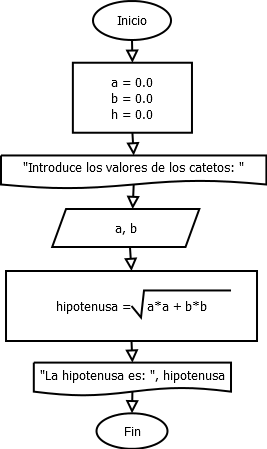 Inicio
a = 0.0
b = 0.0
h = 0.0
"Introduce los valores de los catetos: "
a, b
hipotenusa =√a*a + b*b
"La hipotenusa es: ", hipotenusa
Fin